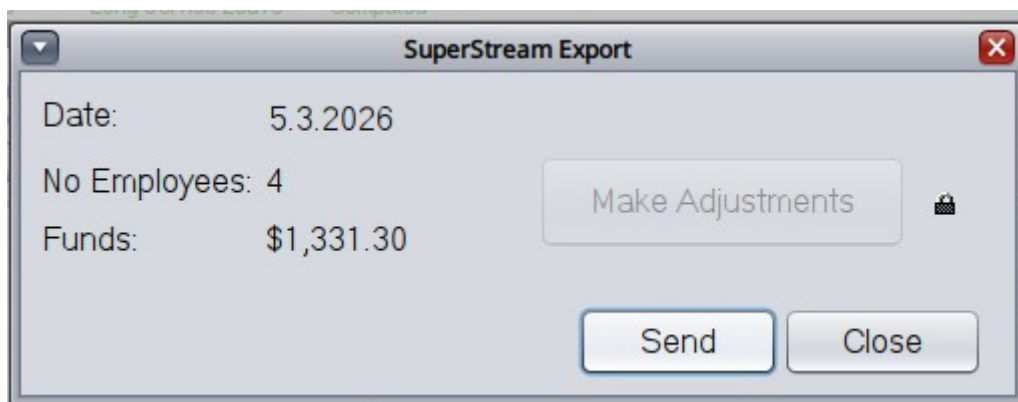 SuperStream Export
Date: 5.3.2026
No Employees: 4
Make Adjustments
Funds: $1,331.30
Send Close